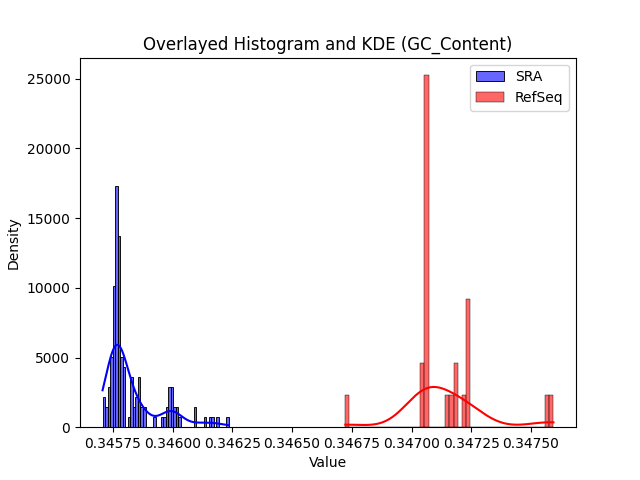 Overlayed Histogram and KDE (GC_Content)
SRA
RefSeq
Density
25000
20000
15000
10000
5000
0
0.34575 0.34600 0.34625 0.34650 0.34675 0.34700 0.34725 0.34750
Value